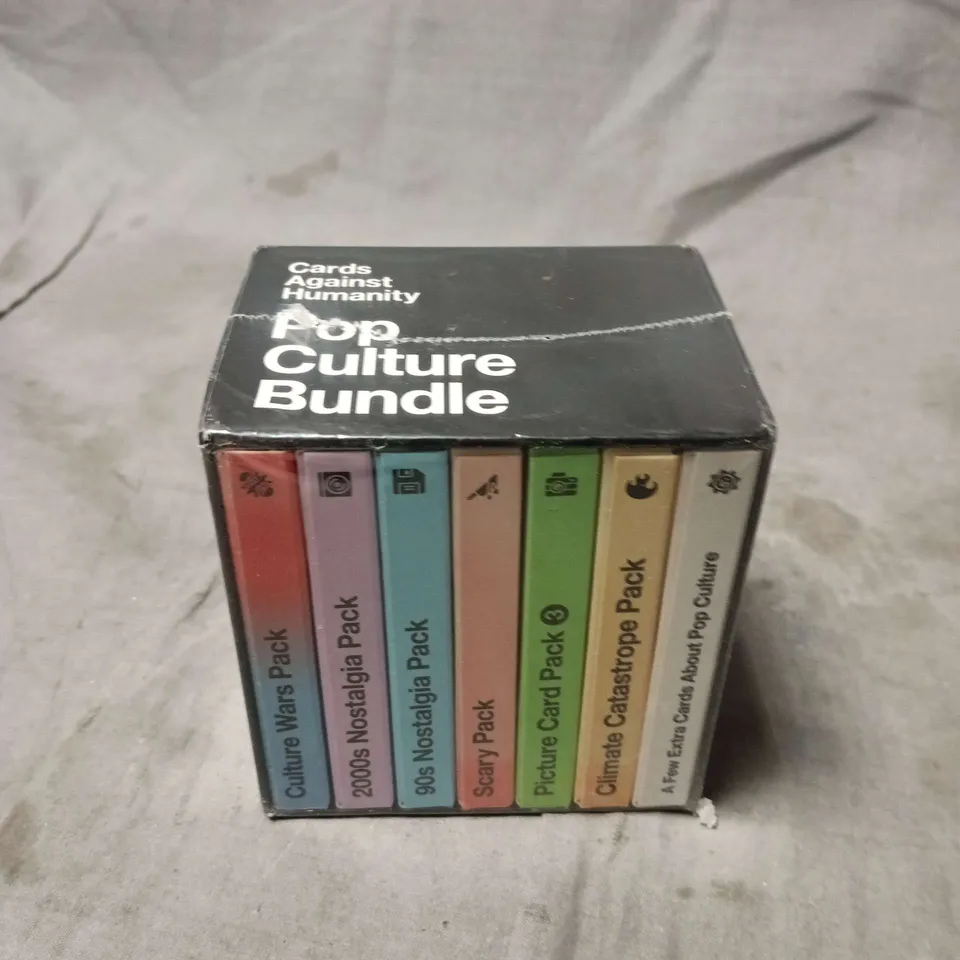 Cards
Against
Humanity
Pop
Culture
Bundle
Culture Wars Pack
2000s Nostalgia Pack
90s Nostalgia Pack
Scary Pack
Picture Card Pack 3
Climate Catastrope Pack
A Few Extra Cards About Pop Culture